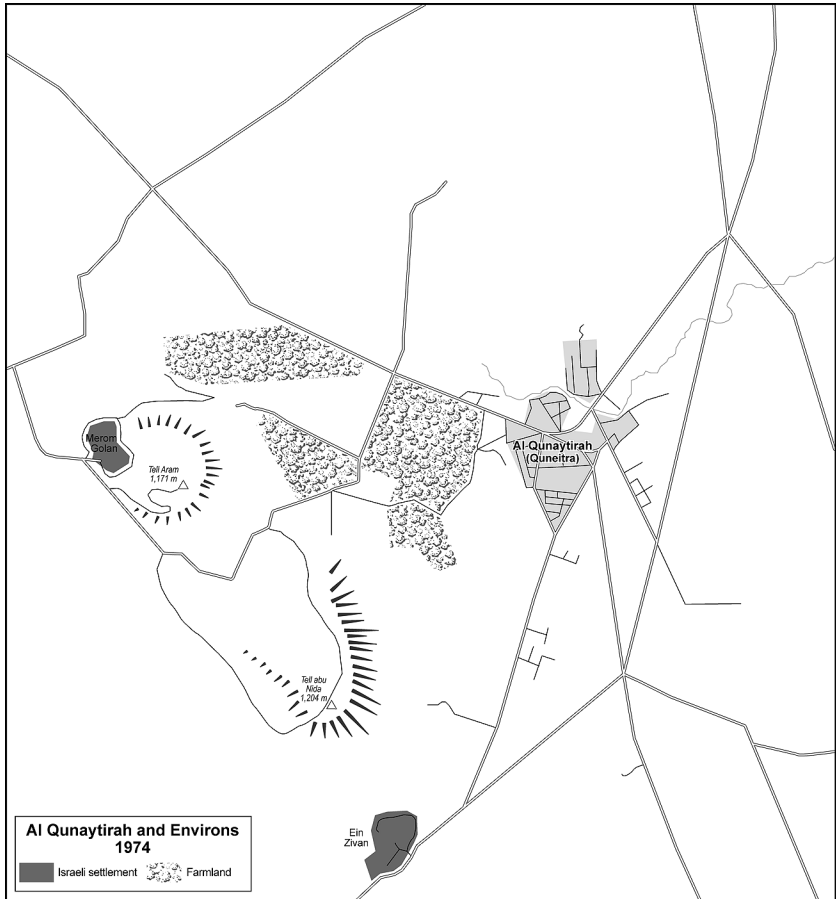 Al-Qunaytirah
(Quneitra)
Merom
Golan
Tell Aram
1,171 m
Tell abu
Nida
1,204 m
Ein
Zivan
Al Qunaytirah and Environs
1974
Israeli settlement
Farmland